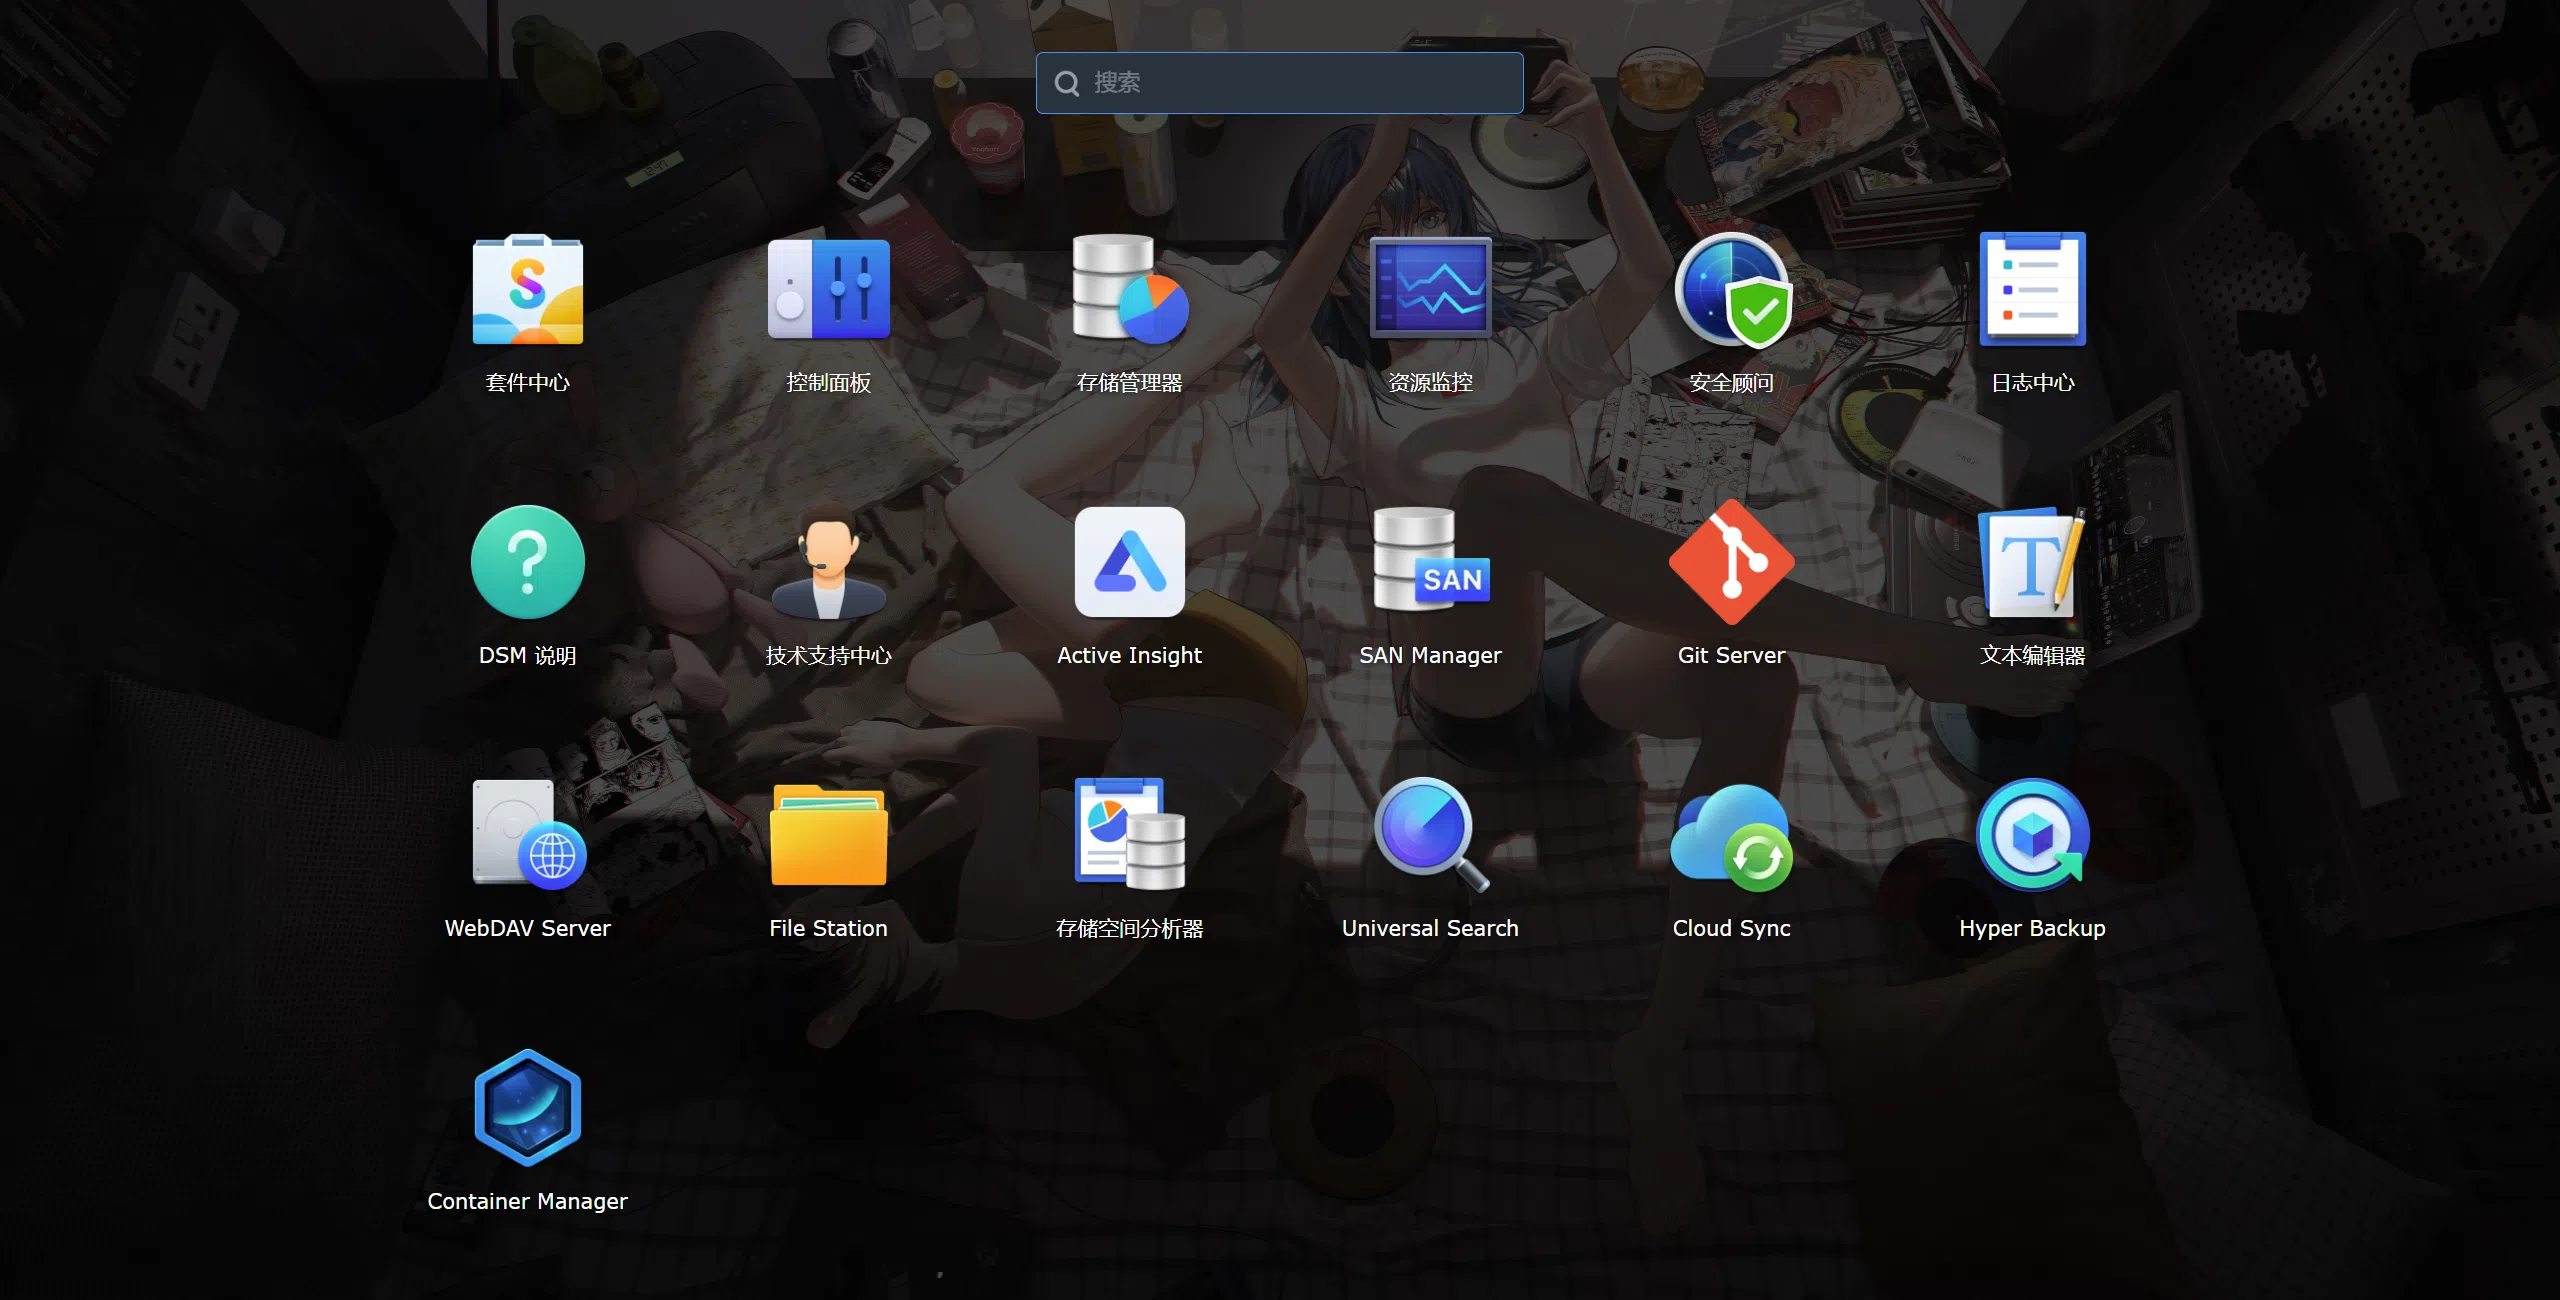 搜索
套件中心
控制面板
存储管理器
资源监控
安全顾问
日志中心
DSM 说明
技术支持中心
Active Insight
SAN
SAN Manager
Git Server
T
文本编辑器
WebDAV Server
File Station
存储空间分析器
Universal Search
Cloud Sync
Hyper Backup
Container Manager